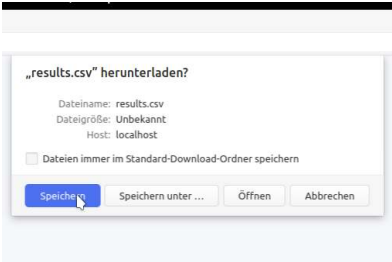 „results.csv“ herunterladen?
Dateiname: results.csv
Dateigröße: Unbekannt
Host: localhost
Dateien immer im Standard-Download-Ordner speichern
Speichern Speichern unter ... Öffnen Abbrechen